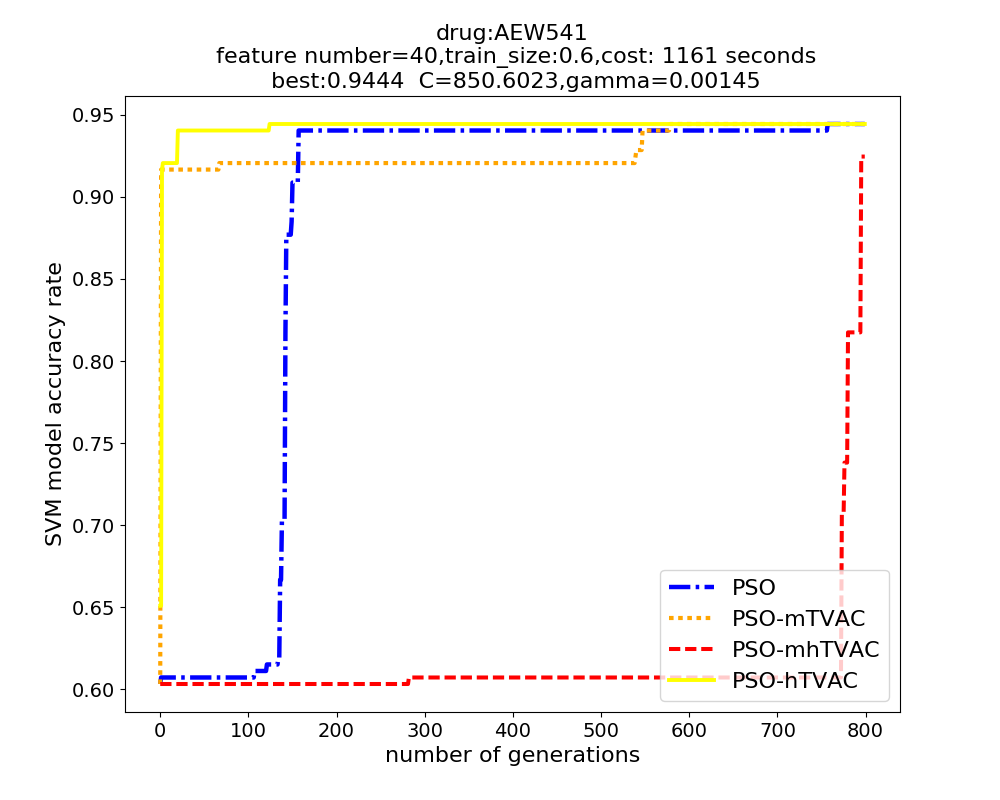 drug:AEW541
feature number=40,train_size:0.6,cost: 1161 seconds
best:0.9444  C=850.6023,gamma=0.00145
SVM model accuracy rate
0.95
0.90
0.85
0.80
0.75
0.70
0.65
0.60
PSO
PSO-mTVAC
PSO-mhTVAC
PSO-hTVAC
0 100 200 300 400 500 600 700 800
number of generations